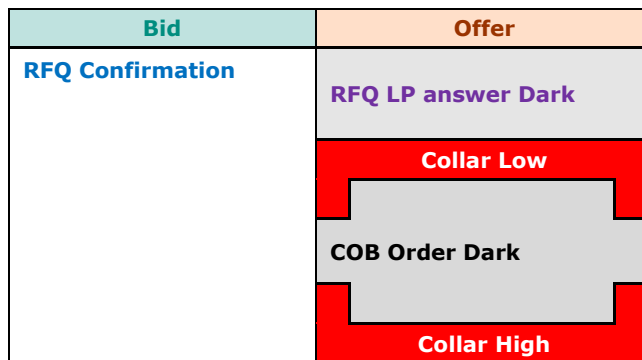 Bid
Offer
RFQ Confirmation
RFQ LP answer Dark
Collar Low
COB Order Dark
Collar High